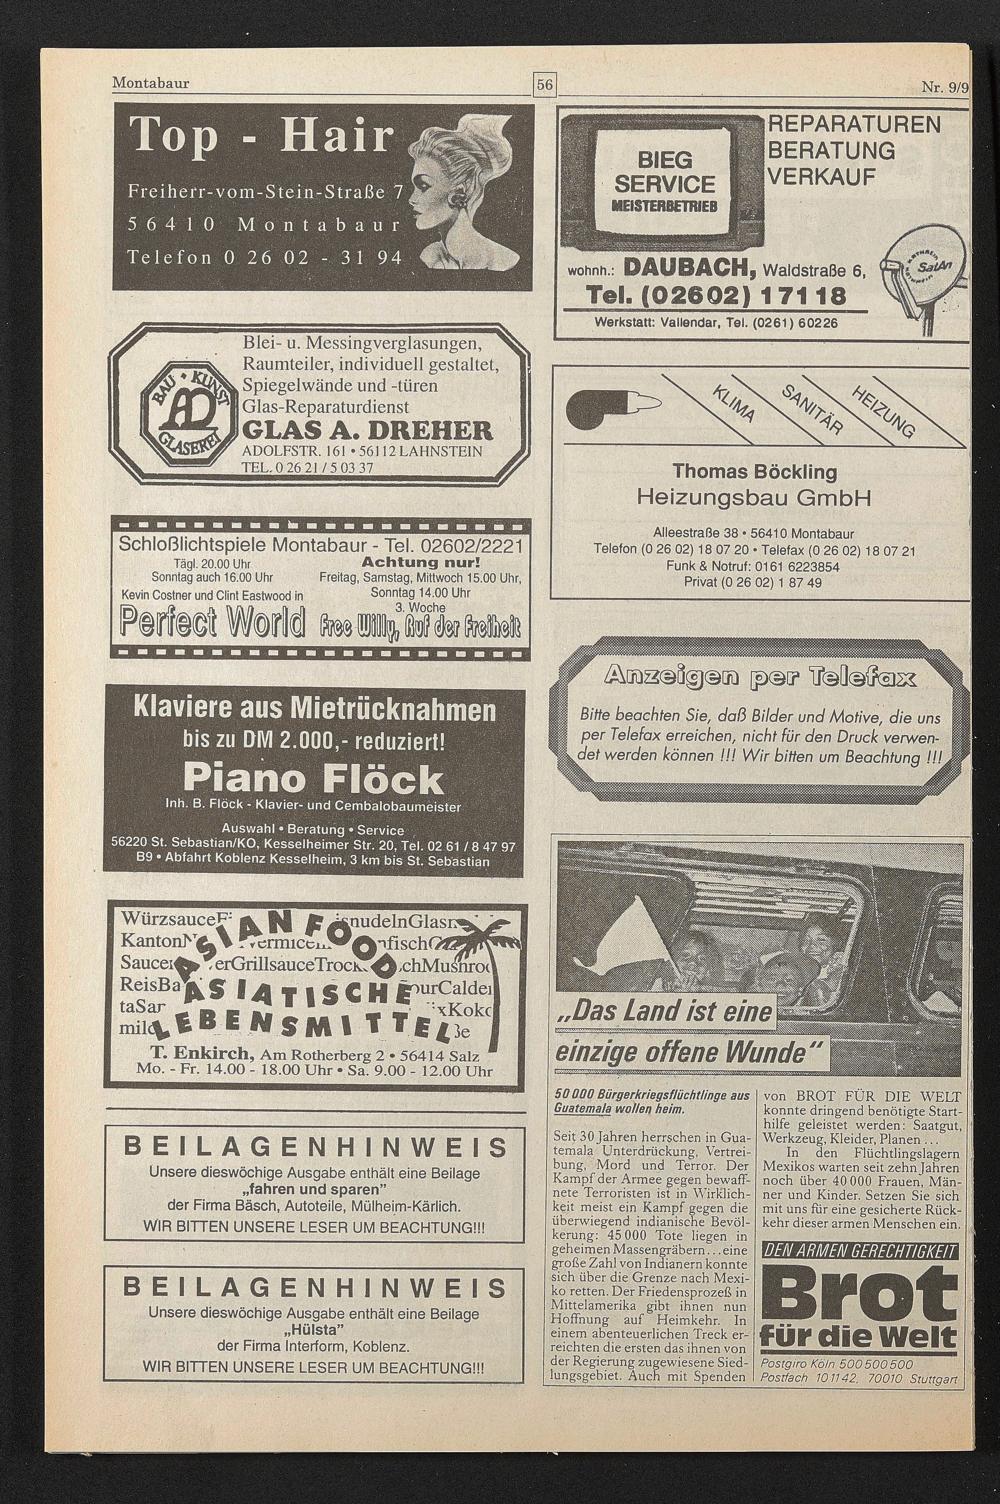 Montabaur
56
Nr. 9/9
Top - Hair
Freiherr-vom-Stein-Straße 7
56410 Montabaur
Telefon 0 26 02 - 31 94
BAU • KUNST
AD
GLASEREI
Blei- u. Messingverglasungen,
Raumteiler, individuell gestaltet,
Spiegelwände und -türen
Glas-Reparaturdienst
GLAS A. DREHER
ADOLFSTR. 161 • 56112 LAHNSTEIN
TEL. 0 26 21 / 5 03 37
Schloßlichtspiele Montabaur - Tel. 02602/2221
Tägl. 20.00 Uhr
Sonntag auch 16.00 Uhr
Kevin Costner und Clint Eastwood in
Perfect World
Achtung nur!
Freitag, Samstag, Mittwoch 15.00 Uhr,
Sonntag 14.00 Uhr
3. Woche
Free Willy, Ruf der Freiheit
Klaviere aus Mietrücknahmen
bis zu DM 2.000,- reduziert!
Piano Flöck
Inh. B. Flöck - Klavier- und Cembalobaumeister
Auswahl • Beratung • Service
56220 St. Sebastian/KO, Kesselheimer Str. 20, Tel. 02 61 / 8 47 97
B9 • Abfahrt Koblenz Kesselheim, 3 km bis St. Sebastian
ASIAN FOOD
ASIATISCHE
LEBENSMITTEL
T. Enkirch, Am Rotherberg 2 • 56414 Salz
Mo. - Fr. 14.00 - 18.00 Uhr • Sa. 9.00 - 12.00 Uhr
BEILAGENHINWEIS
Unsere dieswöchige Ausgabe enthält eine Beilage
„fahren und sparen”
der Firma Bäsch, Autoteile, Mülheim-Kärlich.
WIR BITTEN UNSERE LESER UM BEACHTUNG!!!
BEILAGENHINWEIS
Unsere dieswöchige Ausgabe enthält eine Beilage
„Hülsta”
der Firma Interform, Koblenz.
WIR BITTEN UNSERE LESER UM BEACHTUNG!!!
BIEG
SERVICE
MEISTERBETRIEB
REPARATUREN
BERATUNG
VERKAUF
KATHREIN
SatAn
wohnh.: DAUBACH, Waldstraße 6,
Tel. (02602) 17118
Werkstatt: Vallendar, Tel. (0261) 60226
KLIMA
SANITÄR
HEIZUNG
Thomas Böckling
Heizungsbau GmbH
Alleestraße 38 • 56410 Montabaur
Telefon (0 26 02) 18 07 20 • Telefax (0 26 02) 18 07 21
Funk & Notruf: 0161 6223854
Privat (0 26 02) 1 87 49
Anzeigen per Telefax
Bitte beachten Sie, daß Bilder und Motive, die uns
per Telefax erreichen, nicht für den Druck verwen-
det werden können !!! Wir bitten um Beachtung !!!
„Das Land ist eine
einzige offene Wunde“
50 000 Bürgerkriegsflüchtlinge aus
Guatemala wollen heim.
Seit 30 Jahren herrschen in Gua-
temala Unterdrückung, Vertrei-
bung, Mord und Terror. Der
Kampf der Armee gegen bewaff-
nete Terroristen ist in Wirklich-
keit meist ein Kampf gegen die
überwiegend indianische Bevöl-
kerung: 45 000 Tote liegen in
geheimen Massengräbern...eine
große Zahl von Indianern konnte
sich über die Grenze nach Mexi-
ko retten. Der Friedensprozeß in
Mittelamerika gibt ihnen nun
Hoffnung auf Heimkehr. In
einem abenteuerlichen Treck er-
reichten die ersten das ihnen von
der Regierung zugewiesene Sied-
lungsgebiet. Auch mit Spenden
von BROT FÜR DIE WELT
konnte dringend benötigte Start-
hilfe geleistet werden: Saatgut,
Werkzeug, Kleider, Planen ...
In den Flüchtlingslagern
Mexikos warten seit zehn Jahren
noch über 40 000 Frauen, Män-
ner und Kinder. Setzen Sie sich
mit uns für eine gesicherte Rück-
kehr dieser armen Menschen ein.
DEN ARMEN GERECHTIGKEIT
Brot
für die Welt
Postgiro Köln 500 500 500
Postfach 10 11 42, 70010 Stuttgart